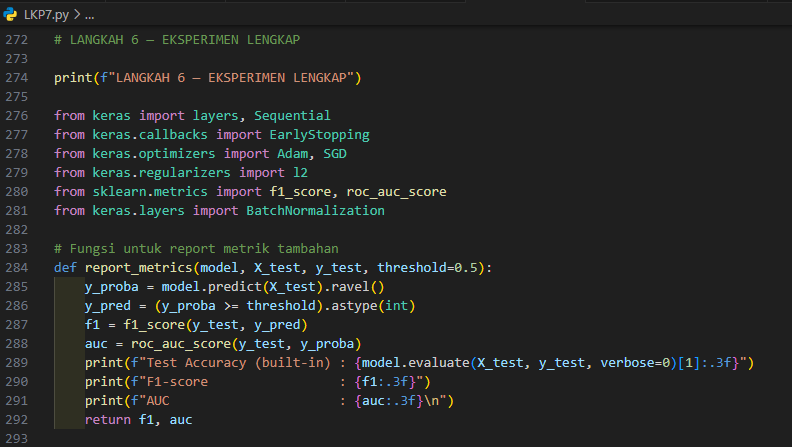 LKP7.py > ...
272 # LANGKAH 6 — EKSPERIMEN LENGKAP
273
274 print(f"LANGKAH 6 — EKSPERIMEN LENGKAP")
275
276 from keras import layers, Sequential
277 from keras.callbacks import EarlyStopping
278 from keras.optimizers import Adam, SGD
279 from keras.regularizers import l2
280 from sklearn.metrics import f1_score, roc_auc_score
281 from keras.layers import BatchNormalization
282
283 # Fungsi untuk report metrik tambahan
284 def report_metrics(model, X_test, y_test, threshold=0.5):
285     y_proba = model.predict(X_test).ravel()
286     y_pred = (y_proba >= threshold).astype(int)
287     f1 = f1_score(y_test, y_pred)
288     auc = roc_auc_score(y_test, y_proba)
289     print(f"Test Accuracy (built-in) : {model.evaluate(X_test, y_test, verbose=0)[1]:.3f}")
290     print(f"F1-score                 : {f1:.3f}")
291     print(f"AUC                      : {auc:.3f}\n")
292     return f1, auc
293